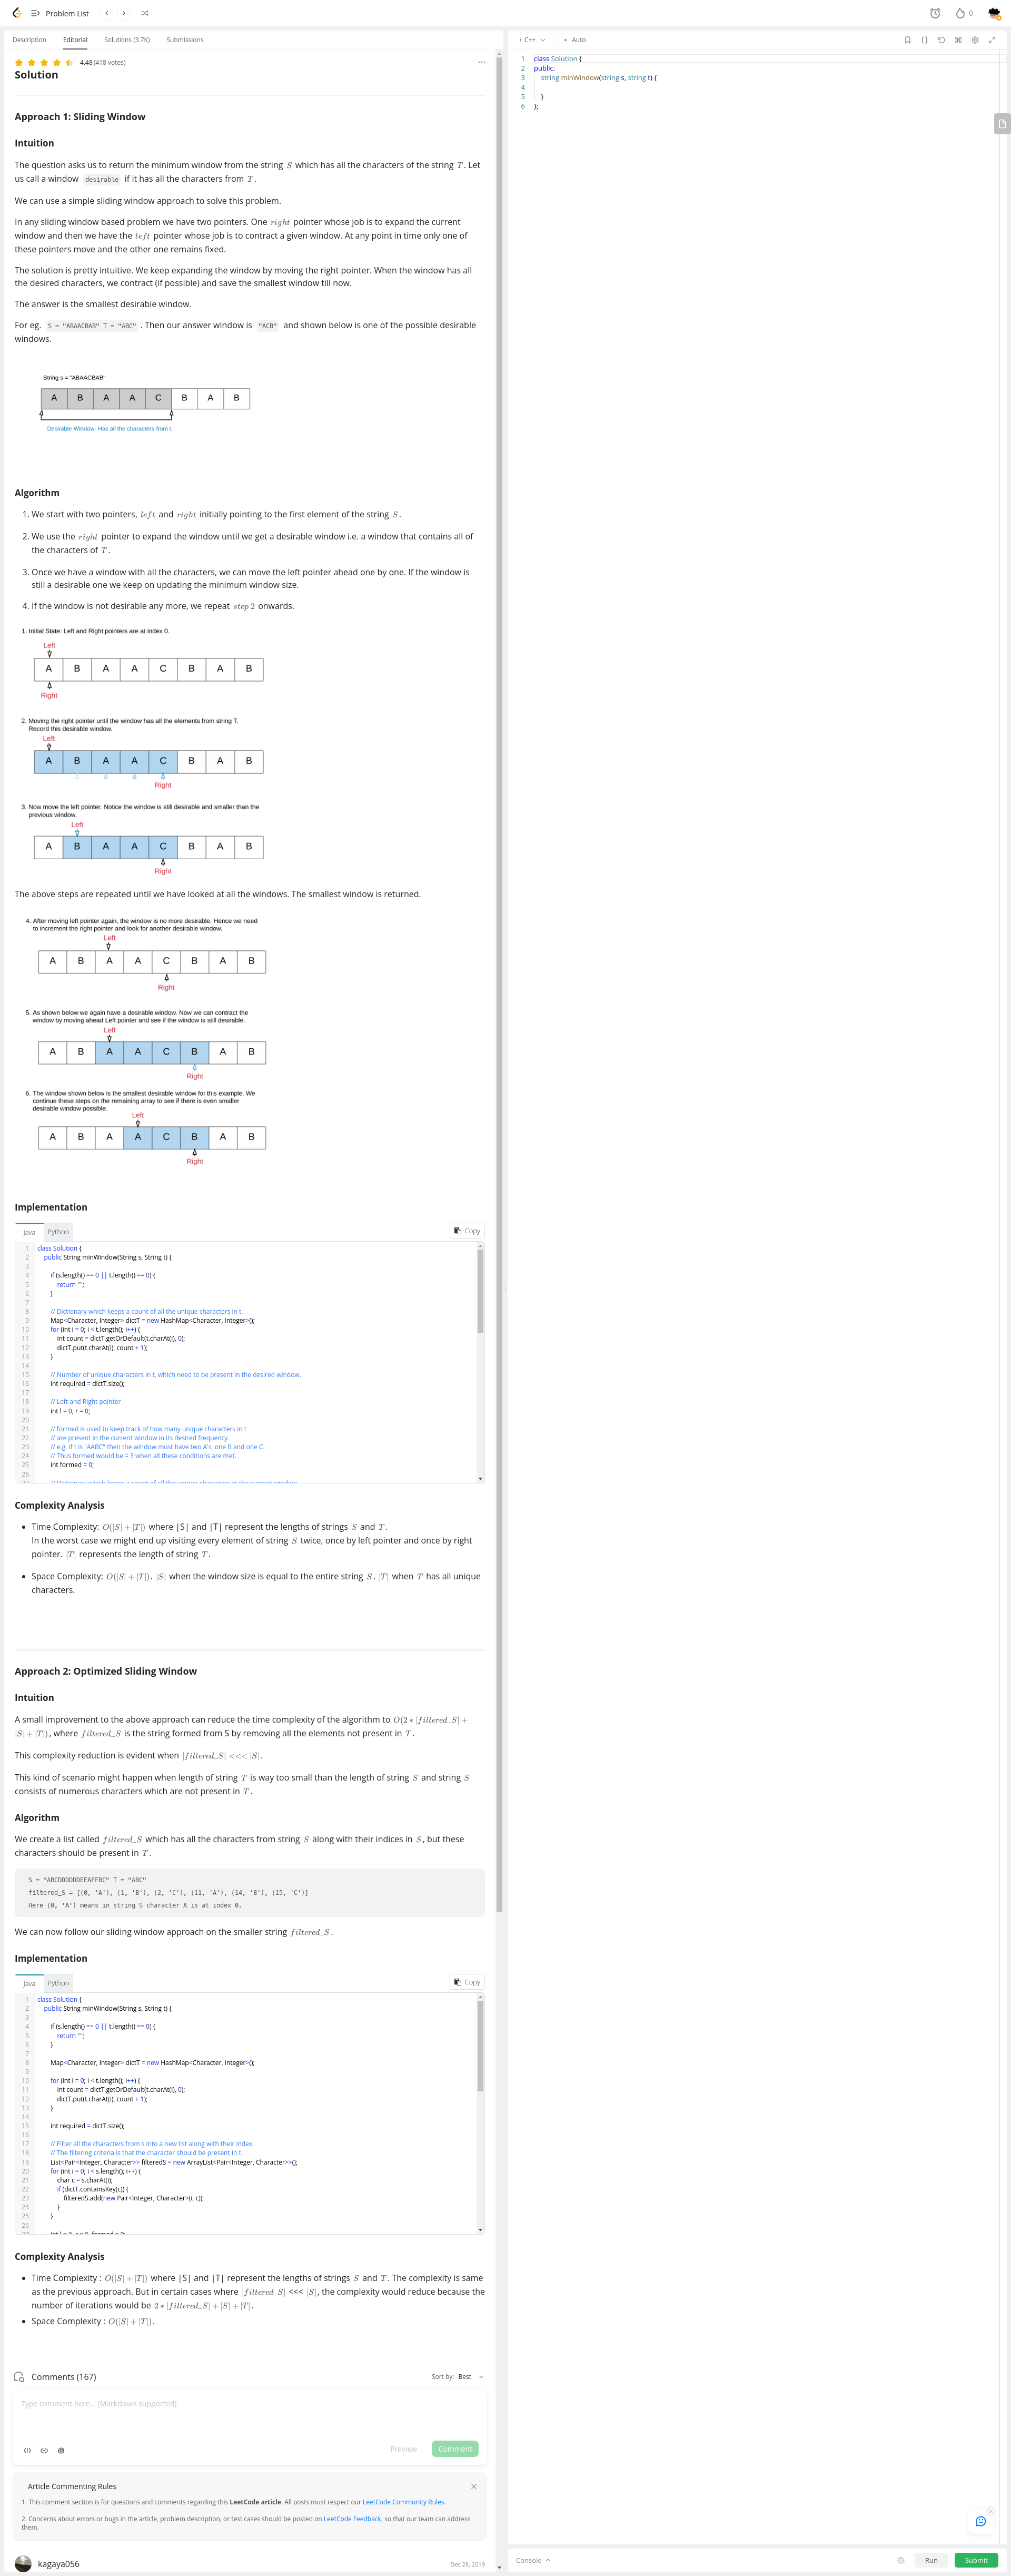 Problem List
0
Description Editorial Solutions (3.7K) Submissions
4.48 (418 votes)
Solution
Approach 1: Sliding Window
Intuition
The question asks us to return the minimum window from the string S which has all the characters of the string T. Let
us call a window desirable if it has all the characters from T.
We can use a simple sliding window approach to solve this problem.
In any sliding window based problem we have two pointers. One right pointer whose job is to expand the current
window and then we have the left pointer whose job is to contract a given window. At any point in time only one of
these pointers move and the other one remains fixed.
The solution is pretty intuitive. We keep expanding the window by moving the right pointer. When the window has all
the desired characters, we contract (if possible) and save the smallest window till now.
The answer is the smallest desirable window.
For eg. S = "ABAACBAB" T = "ABC" . Then our answer window is "ACB" and shown below is one of the possible desirable
windows.
String s = "ABAACBAB"
A B A A C B A B
Desirable Window- Has all the characters from t.
Algorithm
1. We start with two pointers, left and right initially pointing to the first element of the string S.
2. We use the right pointer to expand the window until we get a desirable window i.e. a window that contains all of
the characters of T.
3. Once we have a window with all the characters, we can move the left pointer ahead one by one. If the window is
still a desirable one we keep on updating the minimum window size.
4. If the window is not desirable any more, we repeat step 2 onwards.
1. Initial State: Left and Right pointers are at index 0.
Left
A B A A C B A B
Right
2. Moving the right pointer until the window has all the elements from string T.
Record this desirable window.
Left
A B A A C B A B
Right
3. Now move the left pointer. Notice the window is still desirable and smaller than the
previous window.
Left
A B A A C B A B
Right
The above steps are repeated until we have looked at all the windows. The smallest window is returned.
4. After moving left pointer again, the window is no more desirable. Hence we need
to increment the right pointer and look for another desirable window.
Left
A B A A C B A B
Right
5. As shown below we again have a desirable window. Now we can contract the
window by moving ahead Left pointer and see if the window is still desirable.
Left
A B A A C B A B
Right
6. The window shown below is the smallest desirable window for this example. We
continue these steps on the remaining array to see if there is even smaller
desirable window possible.
Left
A B A A C B A B
Right
Implementation
Java Python Copy
1 class Solution {
2 public String minWindow(String s, String t) {
3
4 if (s.length() == 0 || t.length() == 0) {
5 return "";
6 }
7
8 // Dictionary which keeps a count of all the unique characters in t.
9 Map<Character, Integer> dictT = new HashMap<Character, Integer>();
10 for (int i = 0; i < t.length(); i++) {
11 int count = dictT.getOrDefault(t.charAt(i), 0);
12 dictT.put(t.charAt(i), count + 1);
13 }
14
15 // Number of unique characters in t, which need to be present in the desired window.
16 int required = dictT.size();
17
18 // Left and Right pointer
19 int l = 0, r = 0;
20
21 // formed is used to keep track of how many unique characters in t
22 // are present in the current window in its desired frequency.
23 // e.g. if t is "AABC" then the window must have two A's, one B and one C.
24 // Thus formed would be = 3 when all these conditions are met.
25 int formed = 0;
26
27 // Dictionary which keeps a count of all the unique characters in the current window.
Complexity Analysis
• Time Complexity: O(|S| + |T|) where |S| and |T| represent the lengths of strings S and T.
In the worst case we might end up visiting every element of string S twice, once by left pointer and once by right
pointer. |T| represents the length of string T.
• Space Complexity: O(|S| + |T|). |S| when the window size is equal to the entire string S. |T| when T has all unique
characters.
Approach 2: Optimized Sliding Window
Intuition
A small improvement to the above approach can reduce the time complexity of the algorithm to O(2 * |filtered_S| +
|S| + |T|), where filtered_S is the string formed from S by removing all the elements not present in T.
This complexity reduction is evident when |filtered_S| <<< |S|.
This kind of scenario might happen when length of string T is way too small than the length of string S and string S
consists of numerous characters which are not present in T.
Algorithm
We create a list called filtered_S which has all the characters from string S along with their indices in S, but these
characters should be present in T.
S = "ABCDDDDDDEEAFFBC" T = "ABC"
filtered_S = [(0, 'A'), (1, 'B'), (2, 'C'), (11, 'A'), (14, 'B'), (15, 'C')]
Here (0, 'A') means in string S character A is at index 0.
We can now follow our sliding window approach on the smaller string filtered_S.
Implementation
Java Python Copy
1 class Solution {
2 public String minWindow(String s, String t) {
3
4 if (s.length() == 0 || t.length() == 0) {
5 return "";
6 }
7
8 Map<Character, Integer> dictT = new HashMap<Character, Integer>();
9
10 for (int i = 0; i < t.length(); i++) {
11 int count = dictT.getOrDefault(t.charAt(i), 0);
12 dictT.put(t.charAt(i), count + 1);
13 }
14
15 int required = dictT.size();
16
17 // Filter all the characters from s into a new list along with their index.
18 // The filtering criteria is that the character should be present in t.
19 List<Pair<Integer, Character>> filteredS = new ArrayList<Pair<Integer, Character>>();
20 for (int i = 0; i < s.length(); i++) {
21 char c = s.charAt(i);
22 if (dictT.containsKey(c)) {
23 filteredS.add(new Pair<Integer, Character>(i, c));
24 }
25 }
26
27 int l = 0, r = 0, formed = 0;
Complexity Analysis
• Time Complexity : O(|S| + |T|) where |S| and |T| represent the lengths of strings S and T. The complexity is same
as the previous approach. But in certain cases where |filtered_S| <<< |S|, the complexity would reduce because the
number of iterations would be 2 * |filtered_S| + |S| + |T|.
• Space Complexity : O(|S| + |T|).
Comments (167) Sort by: Best
Type comment here... (Markdown supported)
Preview Comment
Article Commenting Rules
1. This comment section is for questions and comments regarding this LeetCode article. All posts must respect our LeetCode Community Rules.
2. Concerns about errors or bugs in the article, problem description, or test cases should be posted on LeetCode Feedback, so that our team can address
them.
kagaya056 Dec 28, 2019
i C++ • Auto
1 class Solution {
2 public:
3 string minWindow(string s, string t) {
4
5 }
6 };
Console Run Submit